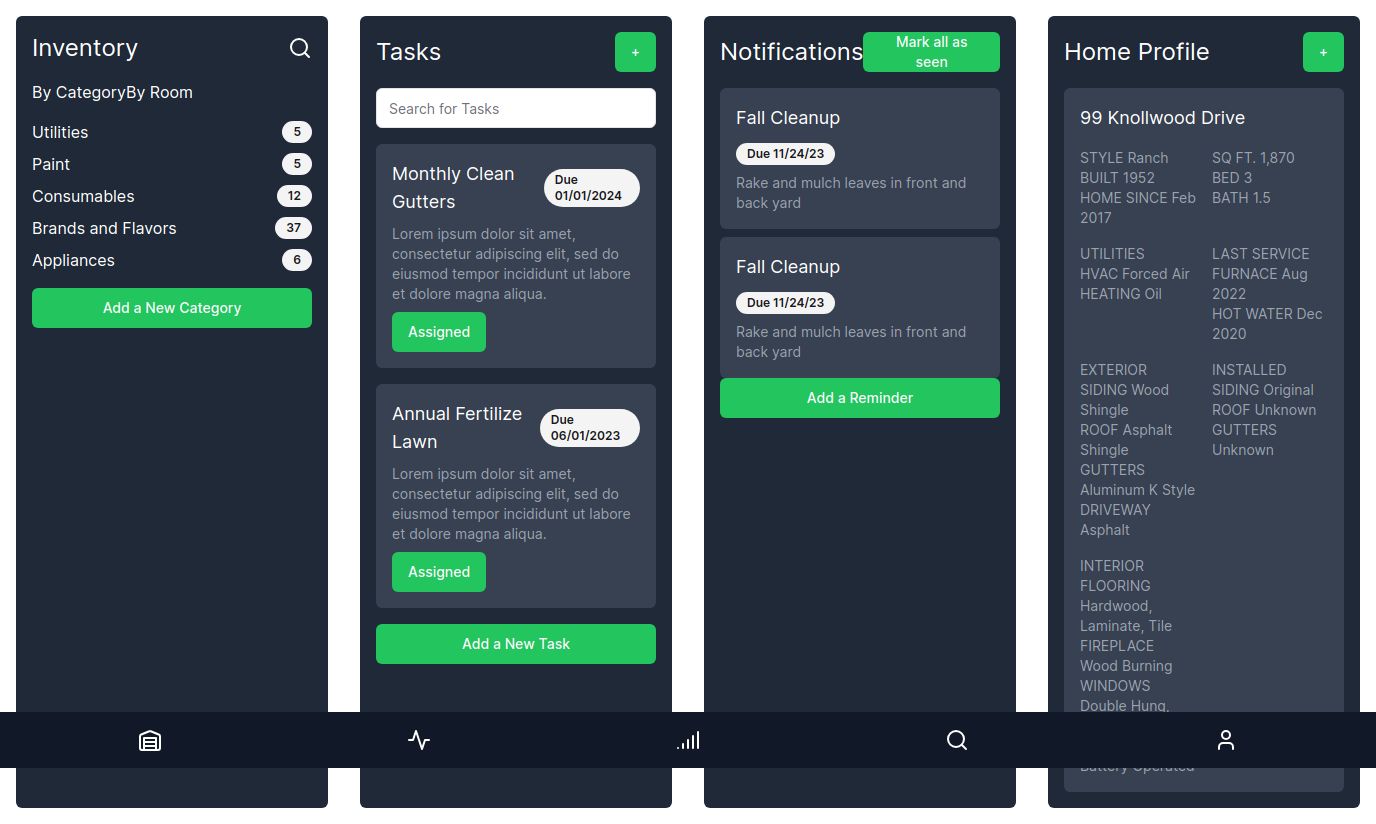 Inventory
By CategoryBy Room
Utilities 5
Paint 5
Consumables 12
Brands and Flavors 37
Appliances 6
Add a New Category
Tasks +
Search for Tasks
Monthly Clean
Gutters
Due
01/01/2024
Lorem ipsum dolor sit amet,
consectetur adipiscing elit, sed do
eiusmod tempor incididunt ut labore
et dolore magna aliqua.
Assigned
Annual Fertilize
Lawn
Due
06/01/2023
Lorem ipsum dolor sit amet,
consectetur adipiscing elit, sed do
eiusmod tempor incididunt ut labore
et dolore magna aliqua.
Assigned
Add a New Task
Notifications
Mark all as
seen
Fall Cleanup
Due 11/24/23
Rake and mulch leaves in front and
back yard
Fall Cleanup
Due 11/24/23
Rake and mulch leaves in front and
back yard
Add a Reminder
Home Profile +
99 Knollwood Drive
STYLE Ranch
BUILT 1952
HOME SINCE Feb
2017
SQ FT. 1,870
BED 3
BATH 1.5
UTILITIES
HVAC Forced Air
HEATING Oil
LAST SERVICE
FURNACE Aug
2022
HOT WATER Dec
2020
EXTERIOR
SIDING Wood
Shingle
ROOF Asphalt
Shingle
GUTTERS
Aluminum K Style
DRIVEWAY
Asphalt
INSTALLED
SIDING Original
ROOF Unknown
GUTTERS
Unknown
INTERIOR
FLOORING
Hardwood,
Laminate, Tile
FIREPLACE
Wood Burning
WINDOWS
Double Hung,
Battery Operated